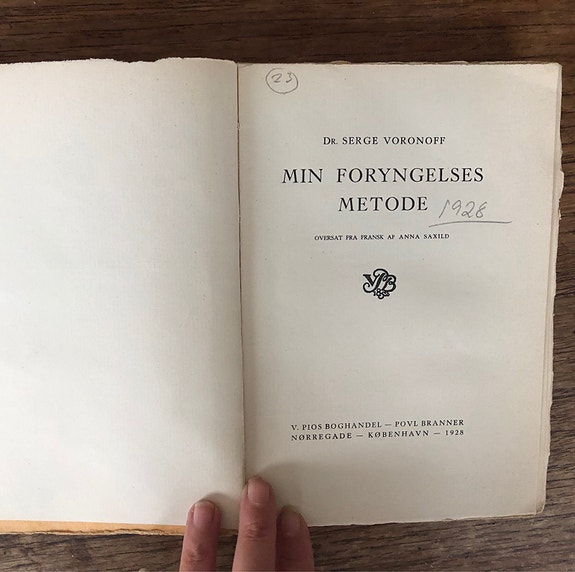 23
Dr. SERGE VORONOFF
MIN FORYNGELSES
METODE
1928
OVERSAT FRA FRANSK AF ANNA SAXILD
V. PIOS BOGHANDEL — POVL BRANNER
NØRREGADE — KØBENHAVN — 1928